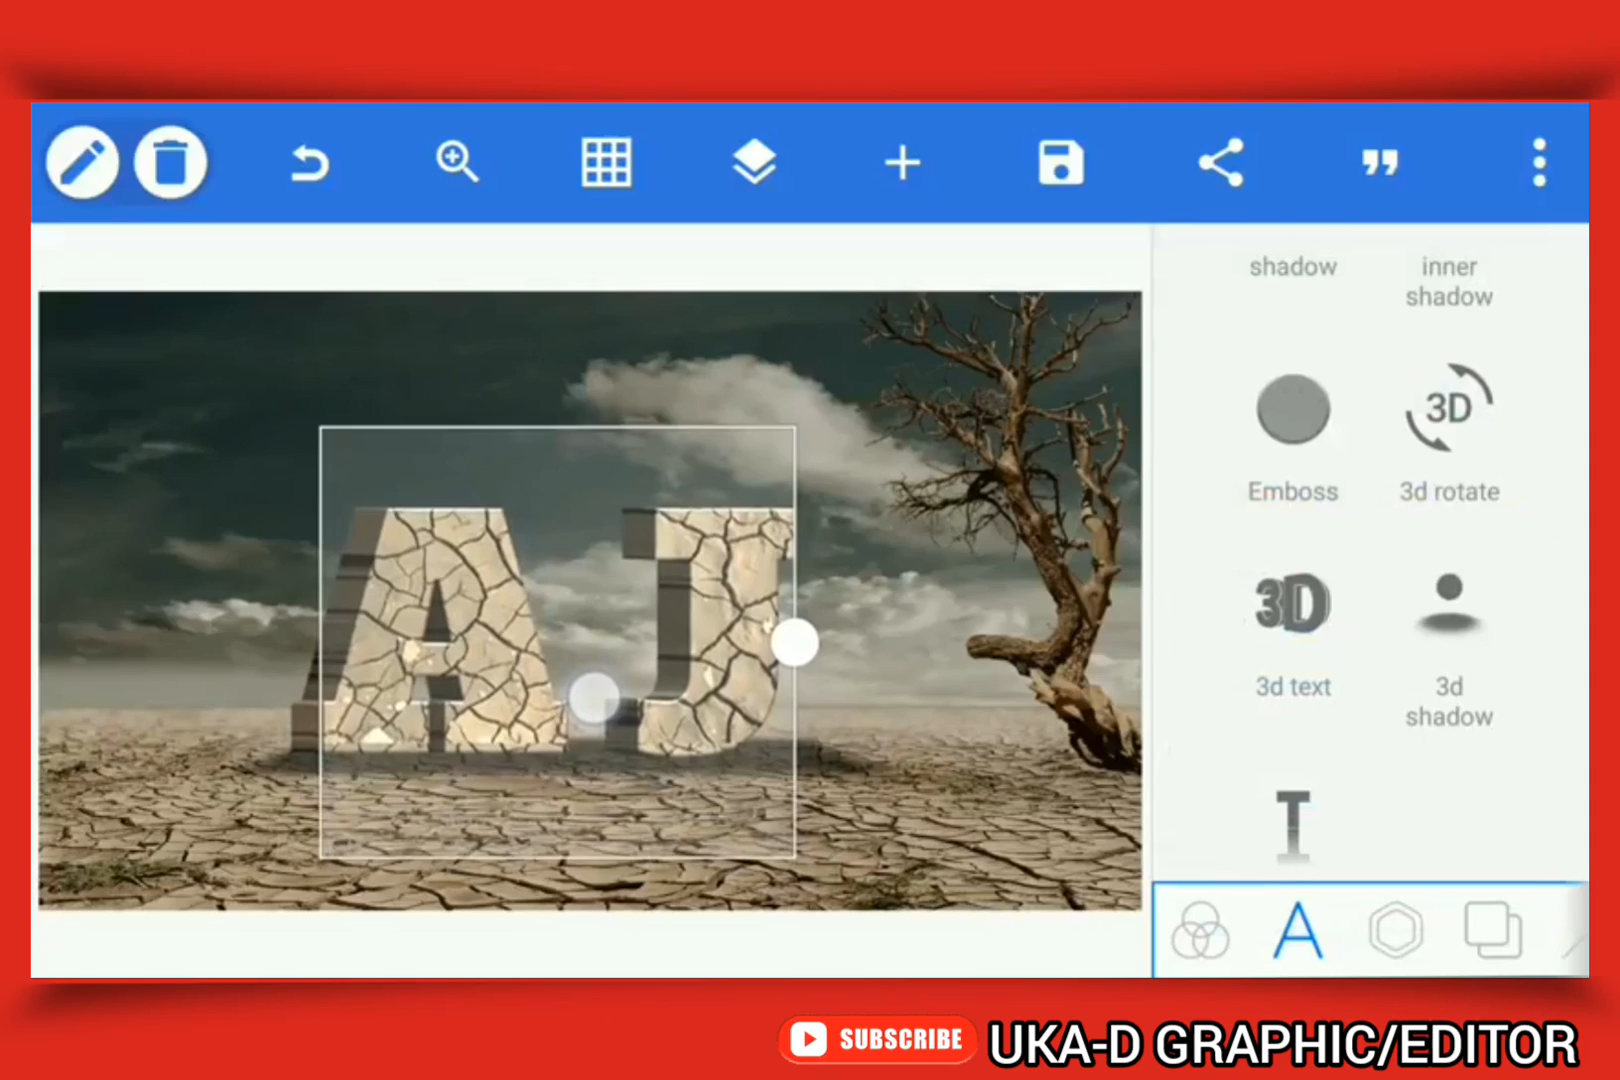 shadow
inner
shadow
3D
Emboss
3d rotate
3D
3d text
3d
shadow
T
A
AJ
SUBSCRIBE
UKA-D GRAPHIC/EDITOR